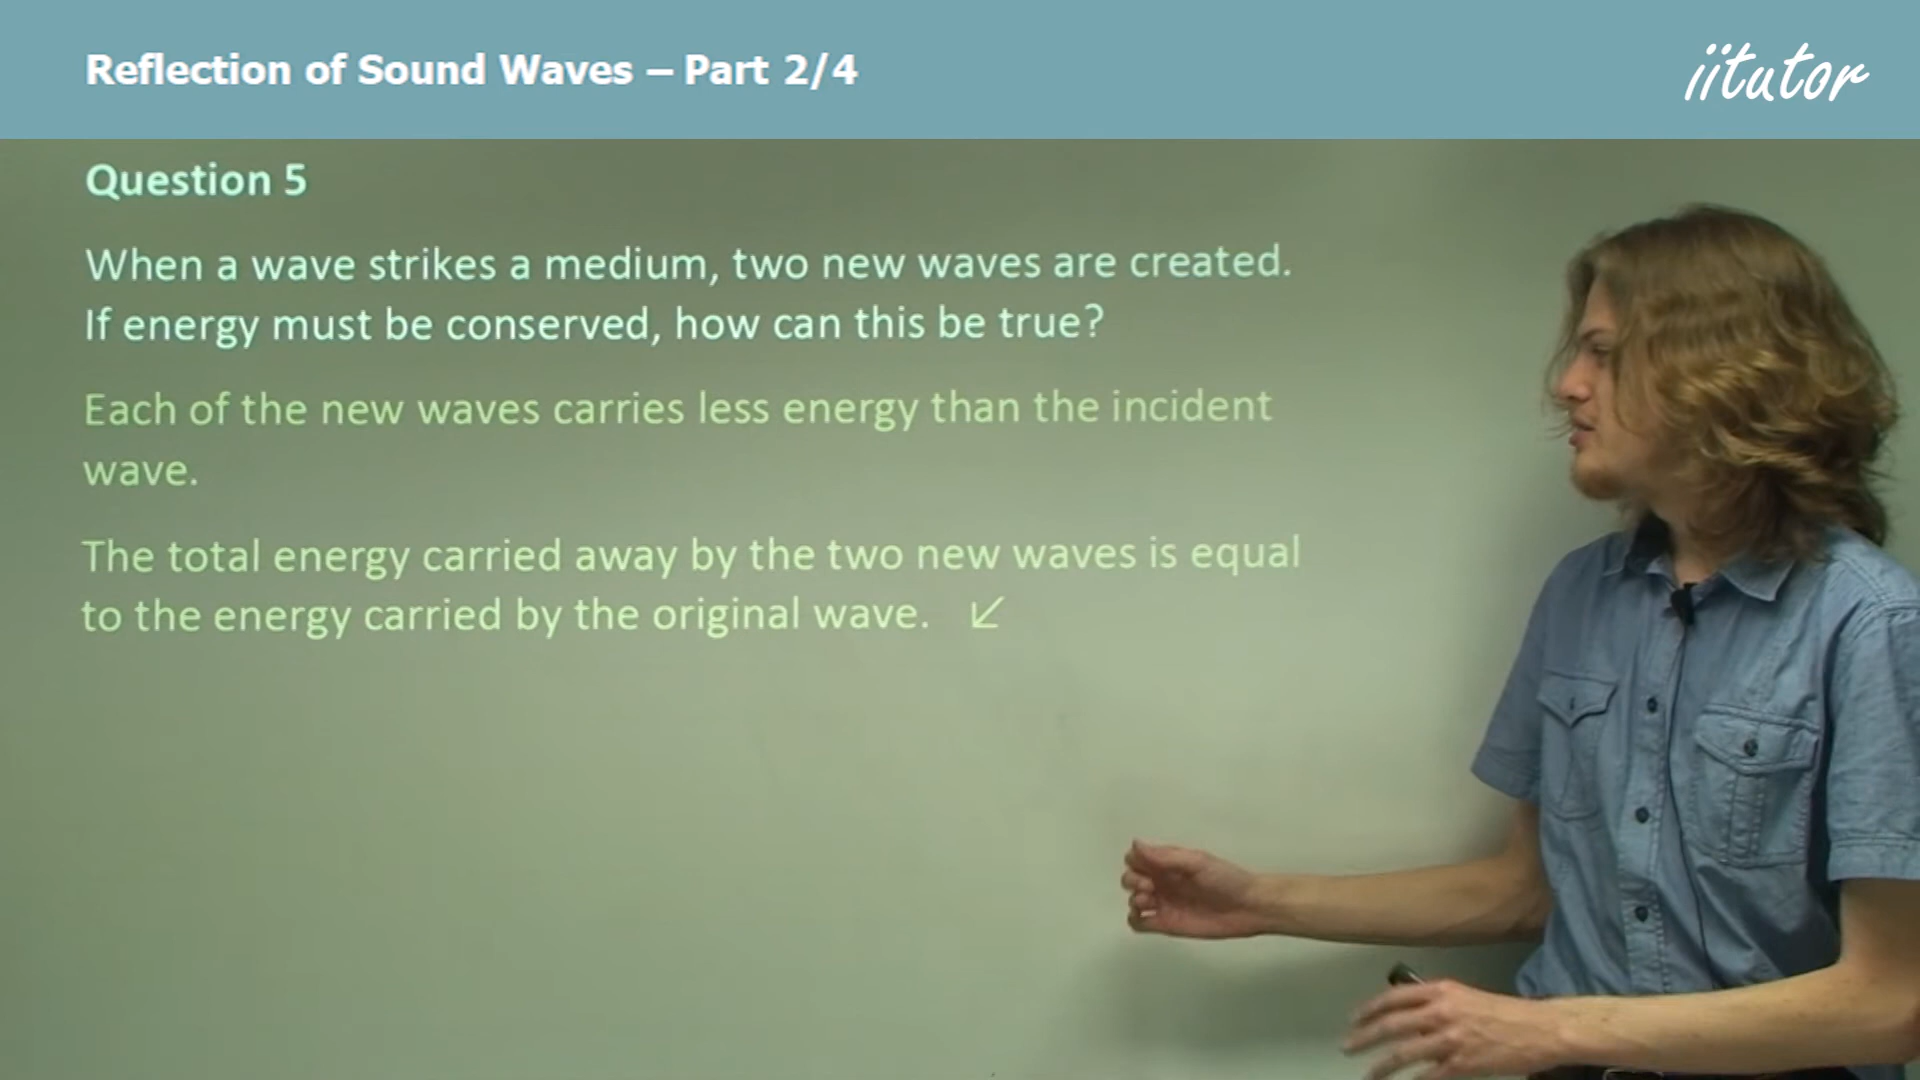 Reflection of Sound Waves – Part 2/4
iitutor
Question 5
When a wave strikes a medium, two new waves are created.
If energy must be conserved, how can this be true?
Each of the new waves carries less energy than the incident
wave.
The total energy carried away by the two new waves is equal
to the energy carried by the original wave. ↙